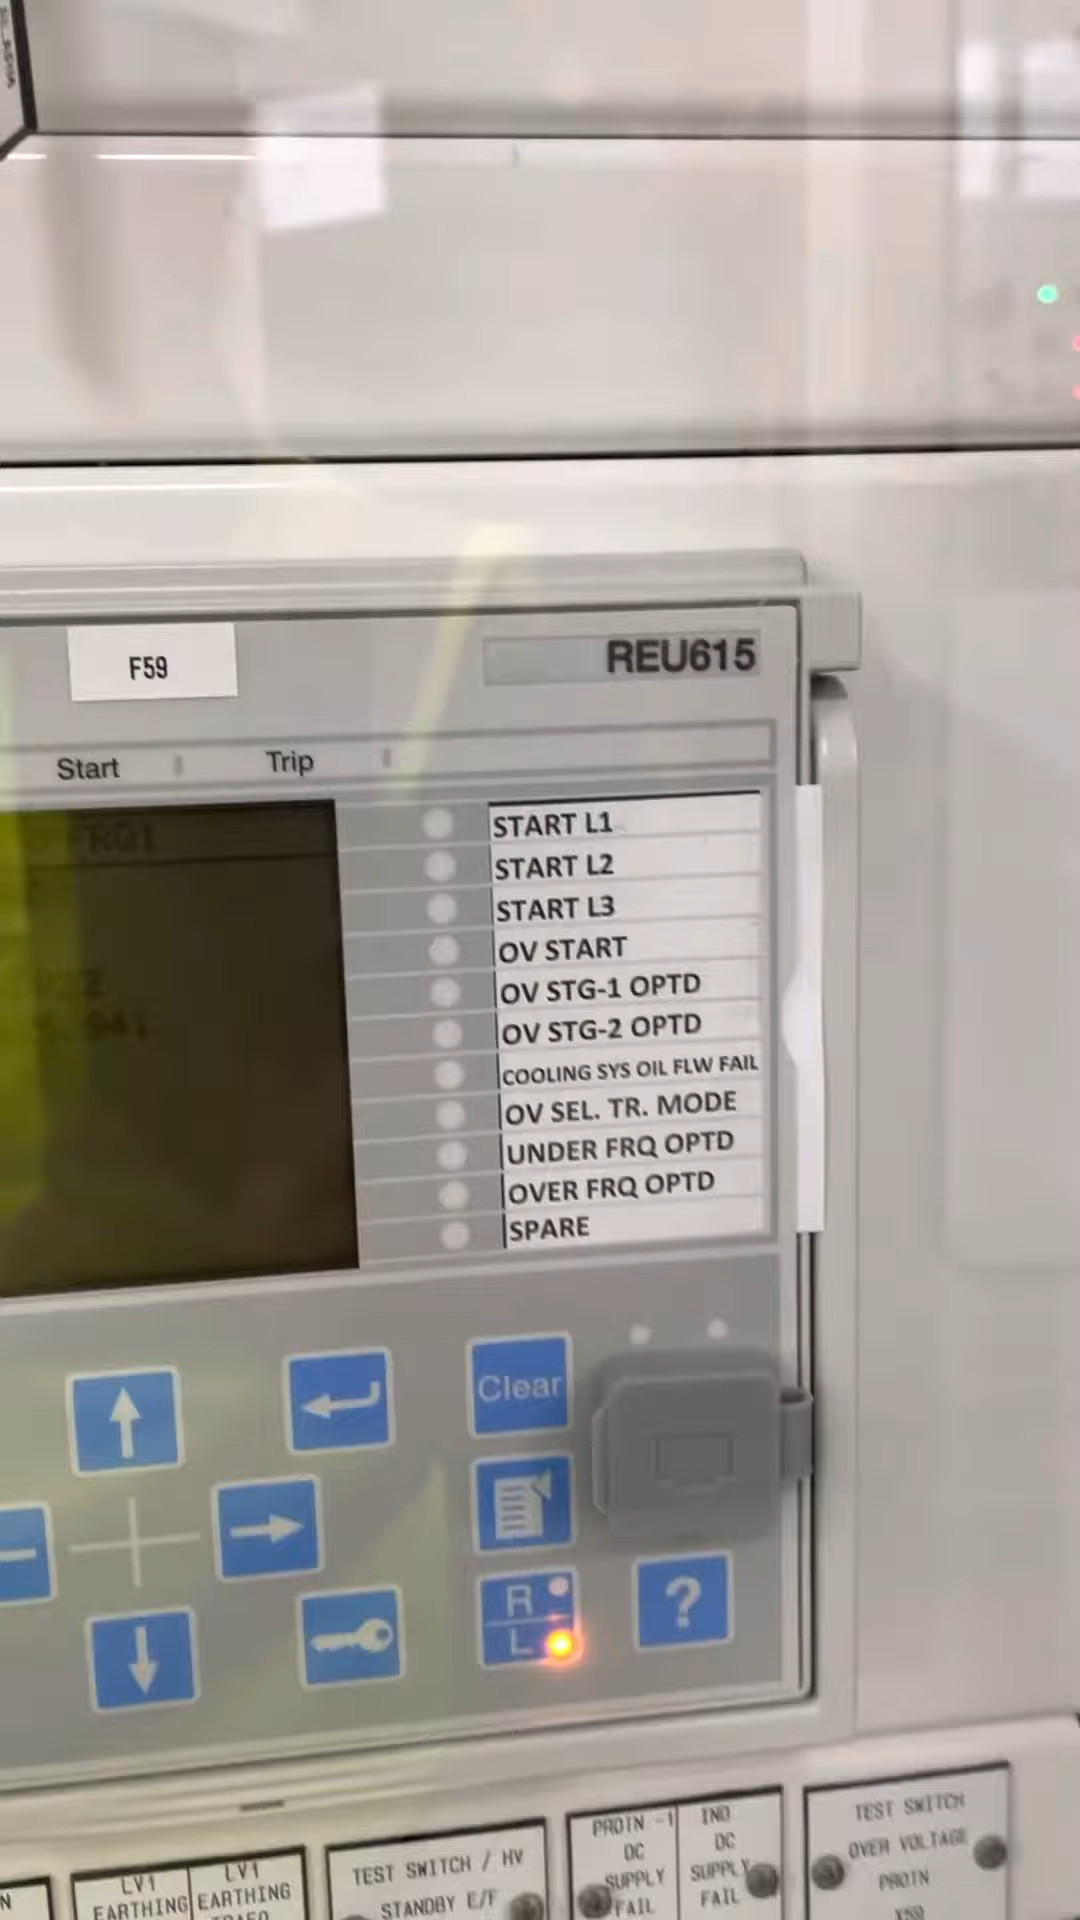 F59
REU615
Start
Trip
START L1
START L2
START L3
OV START
OV STG-1 OPTD
OV STG-2 OPTD
COOLING SYS OIL FLW FAIL
OV SEL. TR. MODE
UNDER FRQ OPTD
OVER FRQ OPTD
SPARE
Clear
R
L
?
LV1
EARTHING
LV1
EARTHING
TEST SWITCH / HV
STANDBY E/F
PROTN -1
DC
SUPPLY
FAIL
IND
DC
SUPPLY
FAIL
TEST SWITCH
OVER VOLTAGE
PROTN